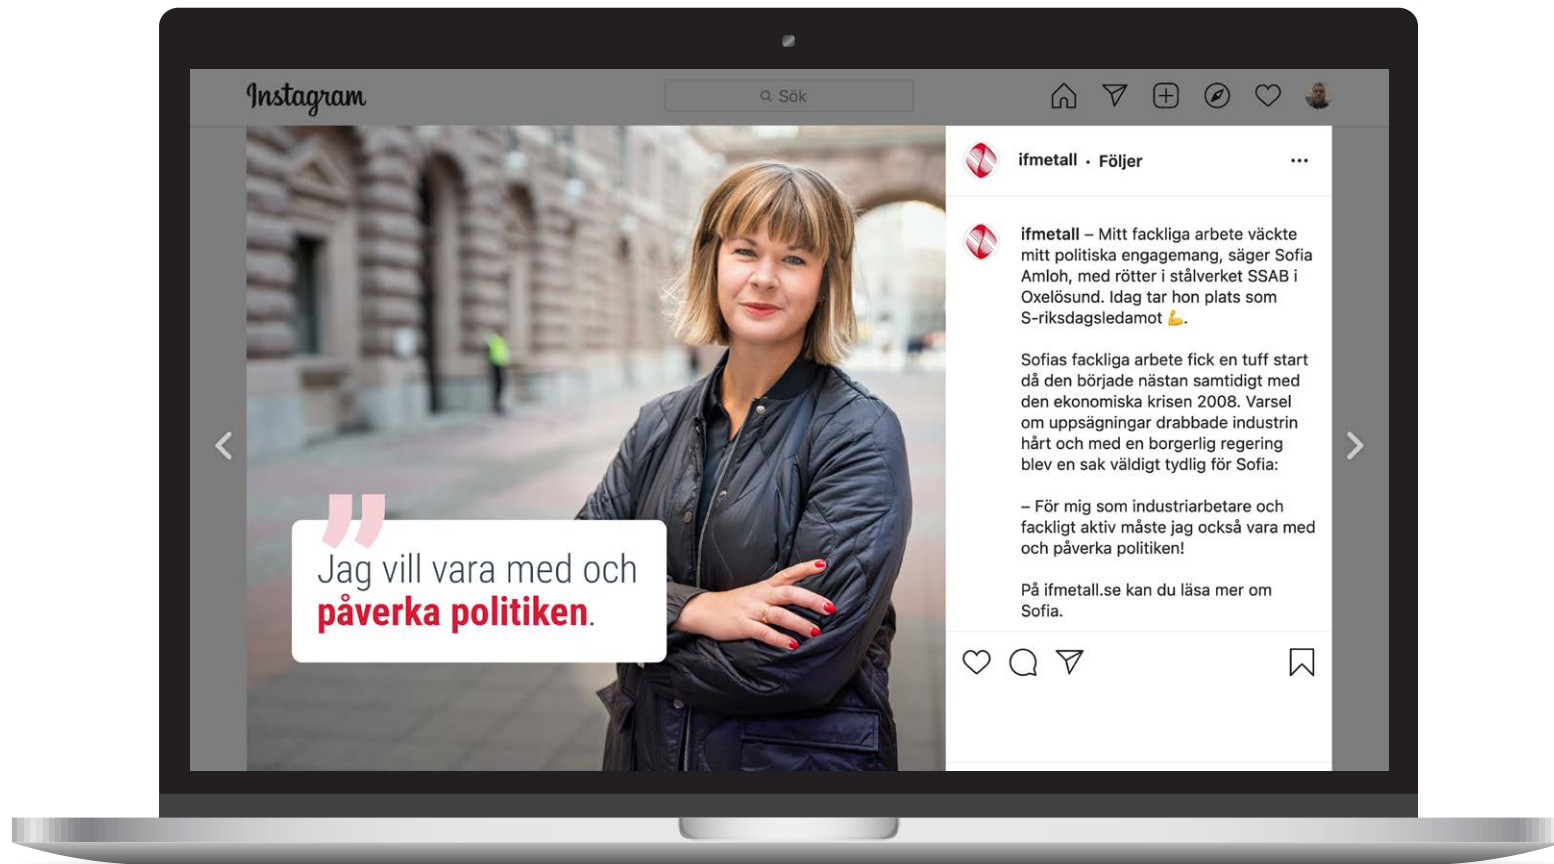 Instagram
Sök
ifmetall • Följer
ifmetall – Mitt fackliga arbete väckte
mitt politiska engagemang, säger Sofia
Amloh, med rötter i stålverket SSAB i
Oxelösund. Idag tar hon plats som
S-riksdagsledamot 💪.
Sofias fackliga arbete fick en tuff start
då den började nästan samtidigt med
den ekonomiska krisen 2008. Varsel
om uppsägningar drabbade industrin
hårt och med en borgerlig regering
blev en sak väldigt tydlig för Sofia:
– För mig som industriarbetare och
fackligt aktiv måste jag också vara med
och påverka politiken!
På ifmetall.se kan du läsa mer om
Sofia.
”
Jag vill vara med och
påverka politiken.